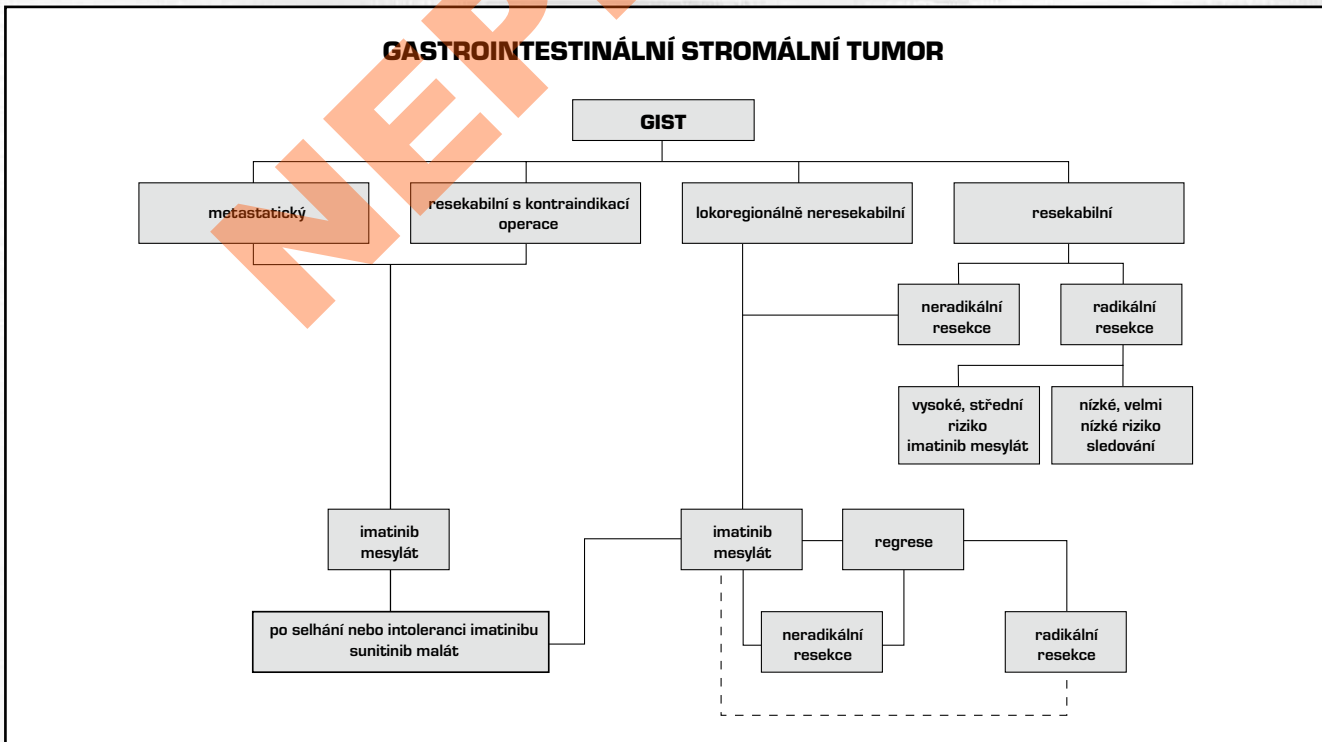 GASTROINTESTINÁLNÍ STROMÁLNÍ TUMOR
GIST
metastatický
resekabilní s kontraindikací
operace
lokoregionálně neresekabilní
resekabilní
neradikální
resekce
radikální
resekce
vysoké, střední
riziko
imatinib mesylát
nízké, velmi
nízké riziko
sledování
imatinib
mesylát
imatinib
mesylát
regrese
po selhání nebo intoleranci imatinibu
sunitinib malát
neradikální
resekce
radikální
resekce